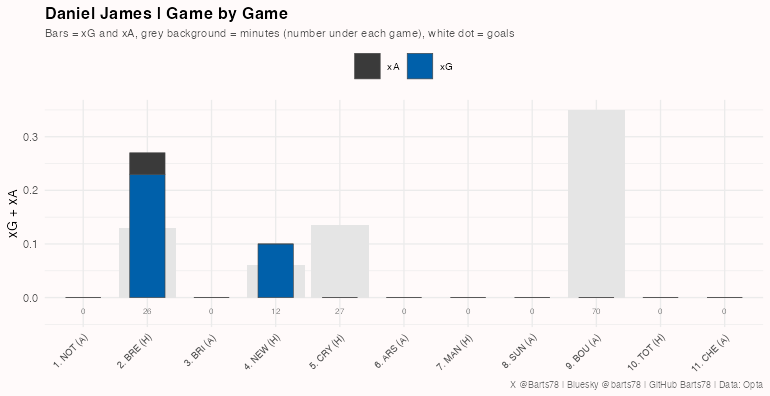 Daniel James | Game by Game
Bars = xG and xA, grey background = minutes (number under each game), white dot = goals
xA xG
xG + xA
0.3
0.2
0.1
0.0
0 26 0 12 27 0 0 0 70 0 0
1. NOT (A) 2. BRE (H) 3. BRI (A) 4. NEW (H) 5. CRY (H) 6. ARS (A) 7. MAN (H) 8. SUN (A) 9. BOU (A) 10. TOT (H) 11. CHE (A)
X @Barts78 | Bluesky @barts78 | GitHub Barts78 | Data: Opta